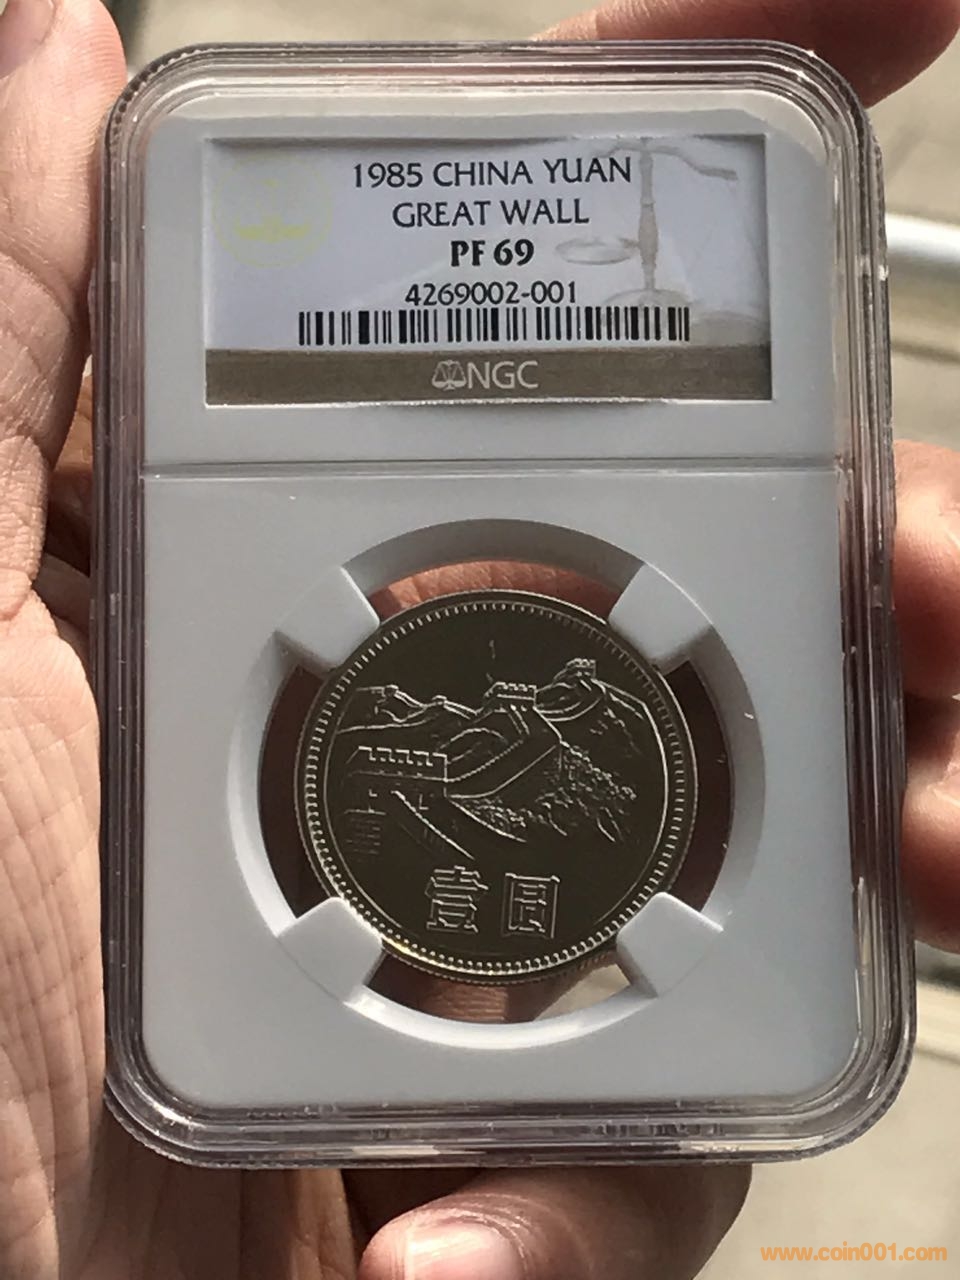 1985 CHINA YUAN
GREAT WALL
PF 69
4269002-001
NGC
壹圆
www.coin001.com